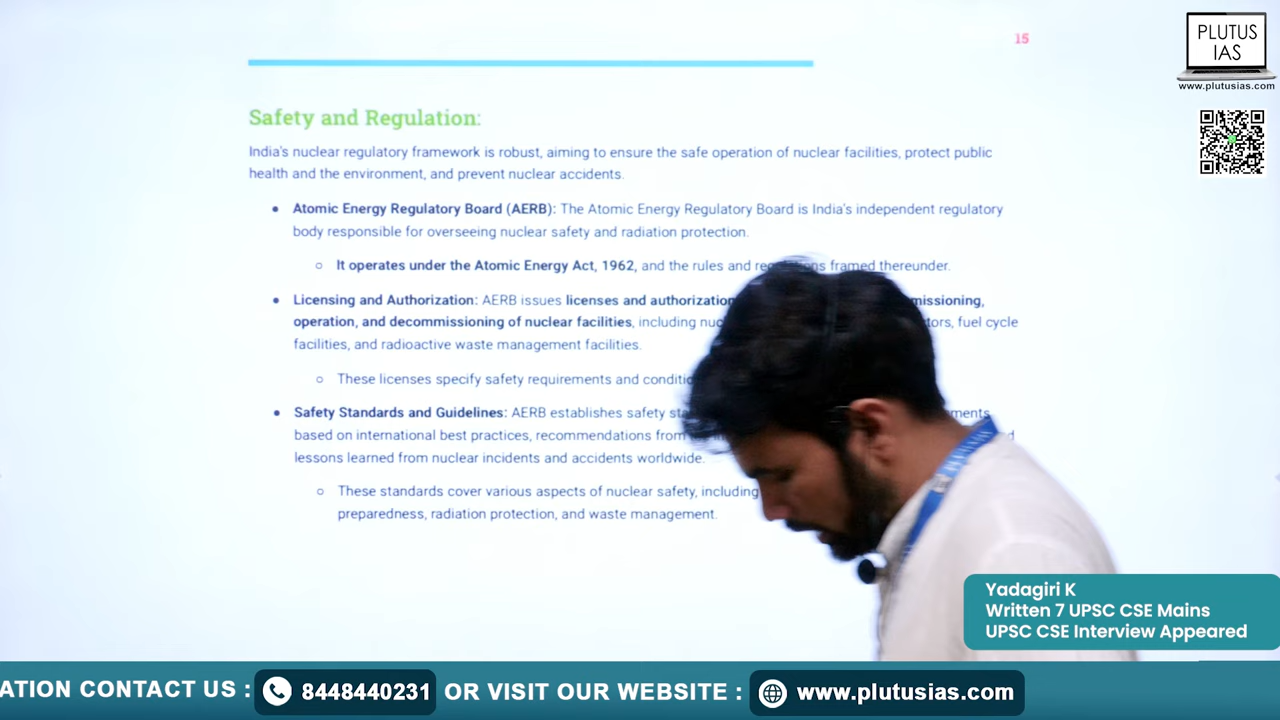 15
PLUTUS
IAS
www.plutusias.com
Safety and Regulation:
India's nuclear regulatory framework is robust, aiming to ensure the safe operation of nuclear facilities, protect public
health and the environment, and prevent nuclear accidents.
• Atomic Energy Regulatory Board (AERB): The Atomic Energy Regulatory Board is India's independent regulatory
body responsible for overseeing nuclear safety and radiation protection.
○ It operates under the Atomic Energy Act, 1962, and the rules and framed thereunder.
• Licensing and Authorization: AERB issues licenses and
operation, and decommissioning of nuclear facilities, including fuel cycle
facilities, and radioactive waste management facilities.
○ These licenses specify safety requirements and
• Safety Standards and Guidelines: AERB establishes safety
based on international best practices, recommendations from
lessons learned from nuclear incidents and accidents worldwide.
○ These standards cover various aspects of nuclear safety, including
preparedness, radiation protection, and waste management.
Yadagiri K
Written 7 UPSC CSE Mains
UPSC CSE Interview Appeared
ATION CONTACT US : 8448440231 OR VISIT OUR WEBSITE : www.plutusias.com